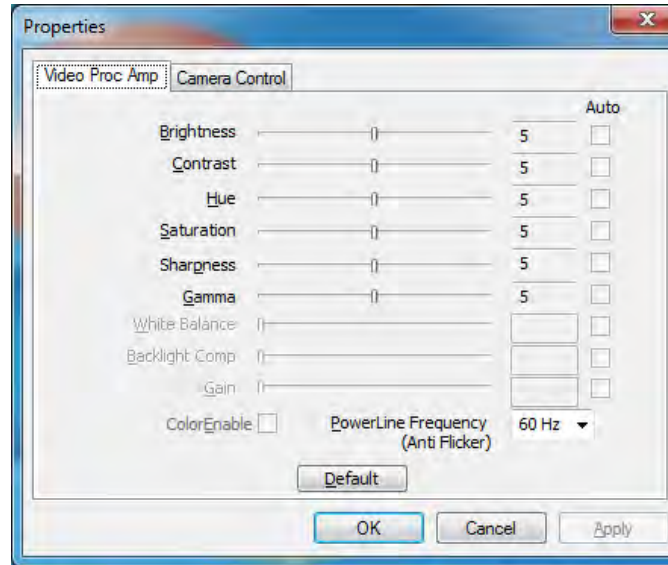 Properties
X
Video Proc Amp Camera Control
Auto
Brightness 5
Contrast 5
Hue 5
Saturation 5
Sharpness 5
Gamma 5
White Balance
Backlight Comp
Gain
ColorEnable PowerLine Frequency 60 Hz
(Anti Flicker)
Default
OK Cancel Apply